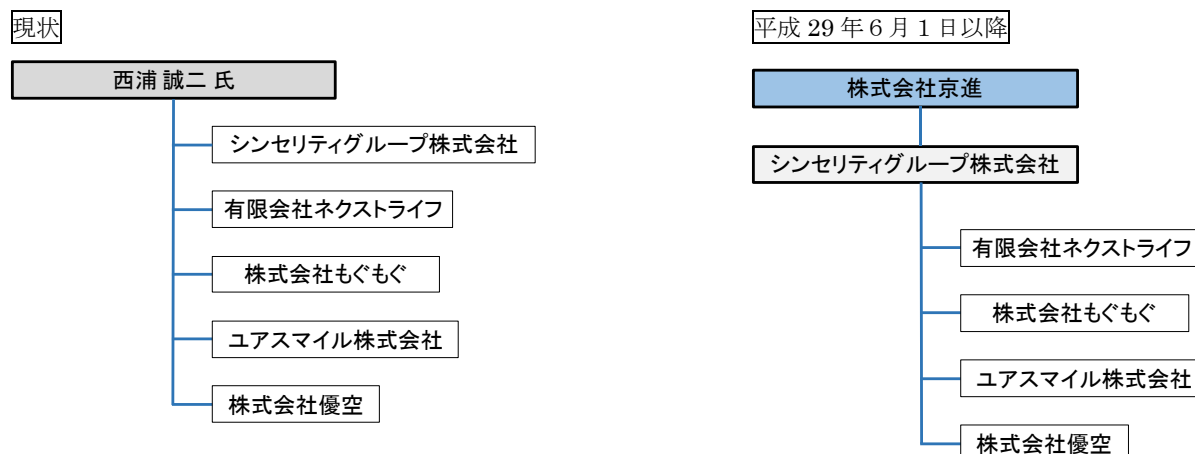 現状
西浦 誠二 氏
シンセリティグループ株式会社
有限会社ネクストライフ
株式会社もぐもぐ
ユアスマイル株式会社
株式会社優空
平成 29 年６月１日以降
株式会社京進
シンセリティグループ株式会社
有限会社ネクストライフ
株式会社もぐもぐ
ユアスマイル株式会社
株式会社優空